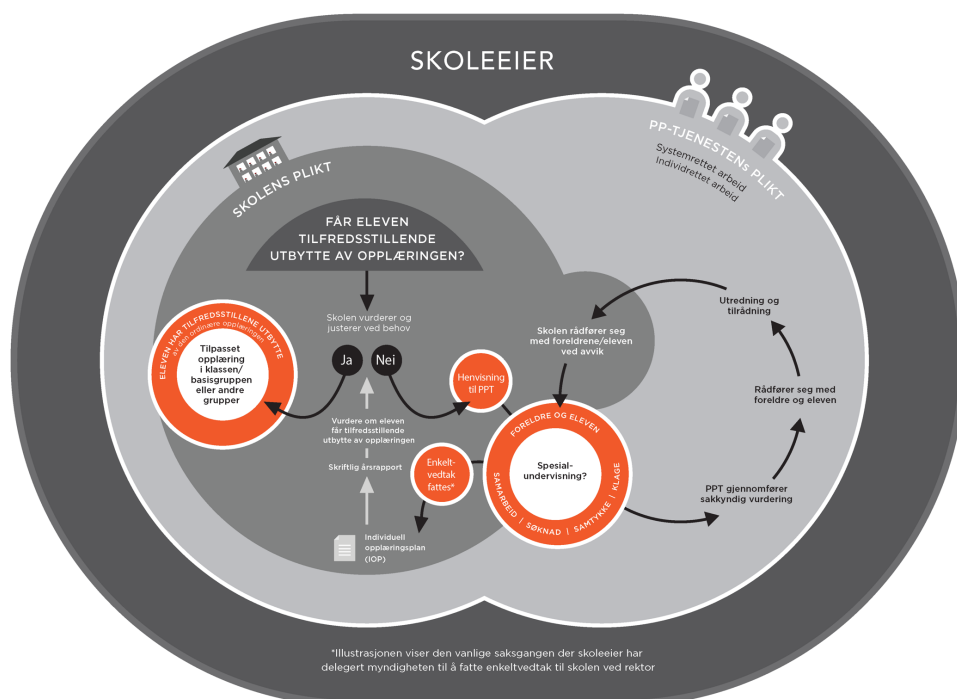 SKOLEEIER
PP-TJENESTENs PLIKT
Systemrettet arbeid
Individrettet arbeid
SKOLENS PLIKT
FÅR ELEVEN
TILFREDSSTILLENDE
UTBYTTE AV OPPLÆRINGEN?
Skolen vurderer og
justerer ved behov
Ja
Nei
ELEVEN HAR TILFREDSSTILLENE UTBYTTE
av den ordinære opplæringen
Tilpasset
opplæring
i klassen/
basisgruppen
eller andre
grupper
Henvisning
til PPT
Vurdere om eleven
får tilfredsstillende
utbytte av opplæringen
Skriftlig årsrapport
Individuell
opplæringsplan
(IOP)
Enkelt-
vedtak
fattes*
FORELDRE OG ELEVEN
Spesial-
undervisning?
SAMARBEID | SØKNAD | SAMTYKKE | KLAGE
Skolen rådfører seg
med foreldrene/eleven
ved avvik
Utredning og
tilrådning
Rådfører seg med
foreldre og eleven
PPT gjennomfører
sakkyndig vurdering
*Illustrasjonen viser den vanlige saksgangen der skoleeier har
delegert myndigheten til å fatte enkeltvedtak til skolen ved rektor